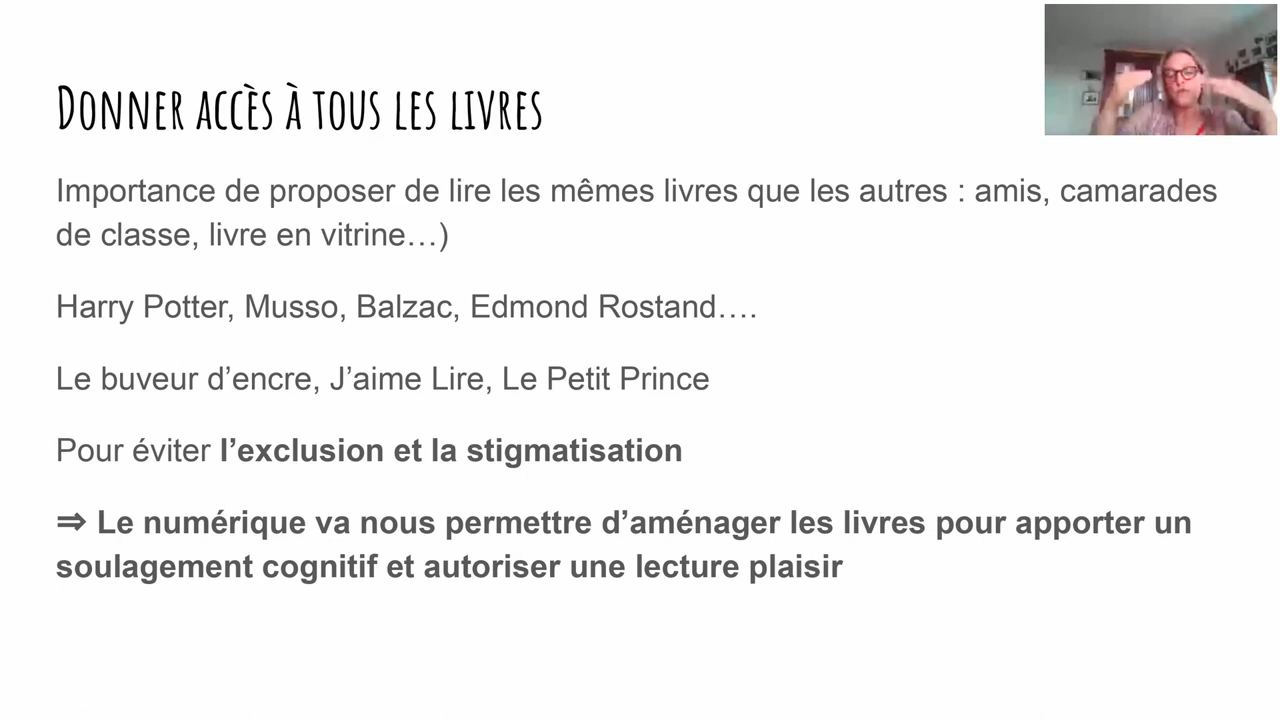 Donner accès à tous les livres
Importance de proposer de lire les mêmes livres que les autres : amis, camarades
de classe, livre en vitrine…)
Harry Potter, Musso, Balzac, Edmond Rostand….
Le buveur d’encre, J’aime Lire, Le Petit Prince
Pour éviter l’exclusion et la stigmatisation
⇒ Le numérique va nous permettre d’aménager les livres pour apporter un
soulagement cognitif et autoriser une lecture plaisir